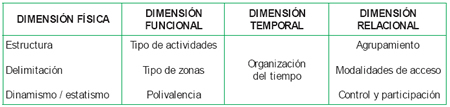 DIMENSIÓN FÍSICA
DIMENSIÓN
FUNCIONAL
DIMENSIÓN
TEMPORAL
DIMENSIÓN
RELACIONAL
Estructura
Tipo de actividades
Organización
del tiempo
Agrupamiento
Delimitación
Tipo de zonas
Modalidades de acceso
Dinamismo / estatismo
Polivalencia
Control y participación